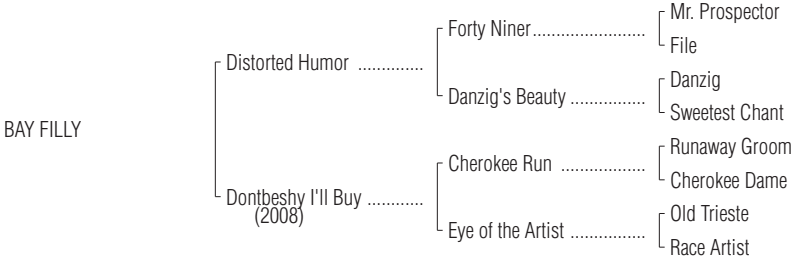 Mr. Prospector
Forty Niner........................
File
Distorted Humor ..............
Danzig
Danzig's Beauty ................
Sweetest Chant
BAY FILLY
Runaway Groom
Cherokee Run ..................
Cherokee Dame
Dontbeshy I'll Buy ............
(2008)
Old Trieste
Eye of the Artist ................
Race Artist